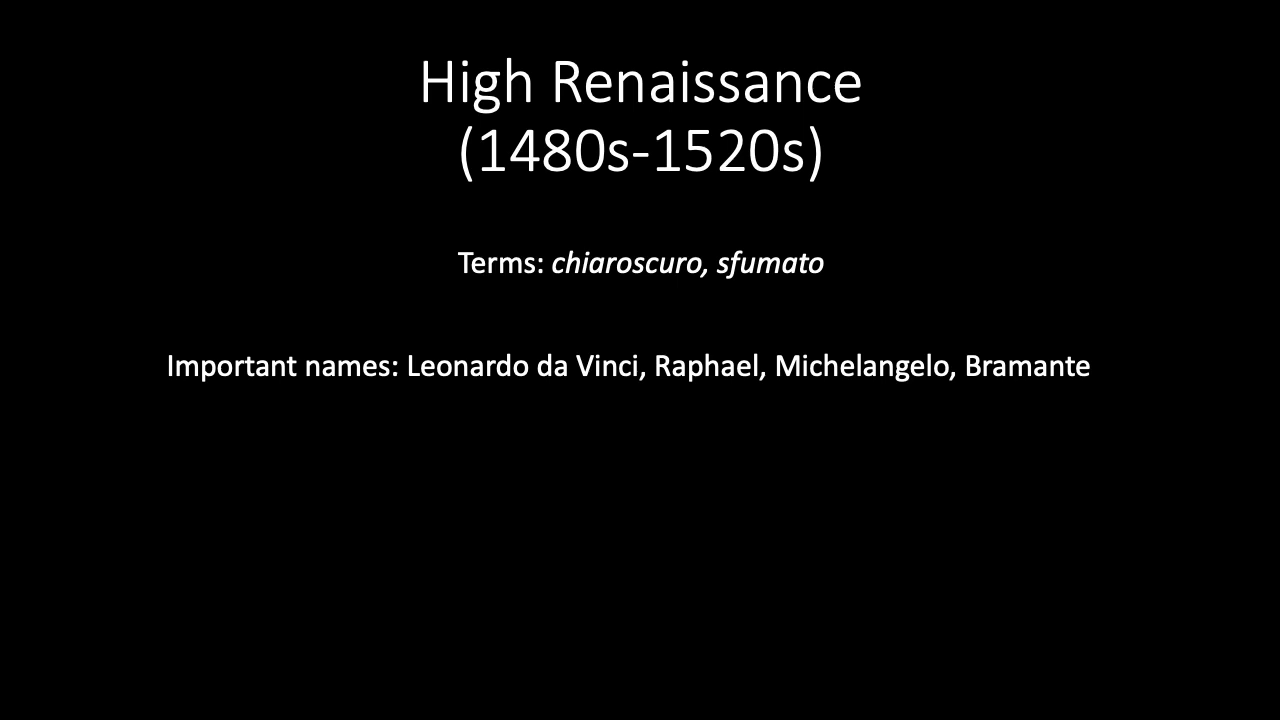 High Renaissance
(1480s-1520s)
Terms: chiaroscuro, sfumato
Important names: Leonardo da Vinci, Raphael, Michelangelo, Bramante